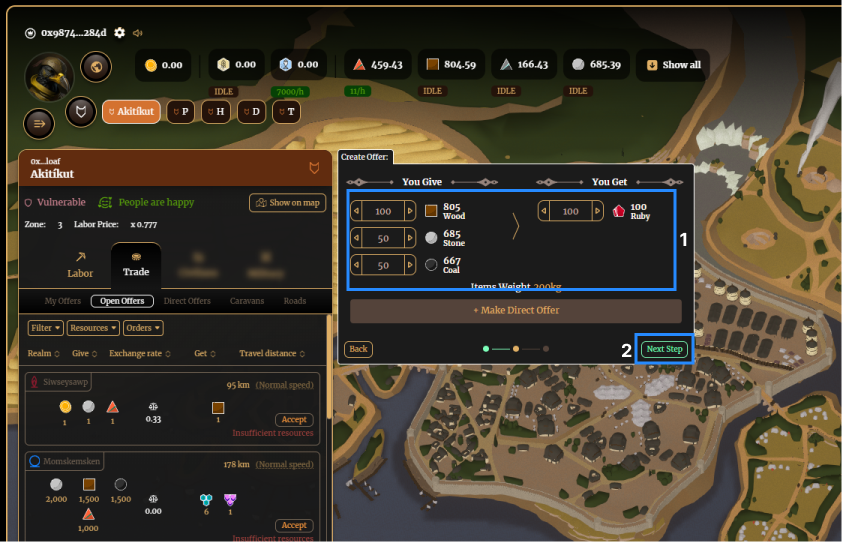 0x9874...284d
0.00
0.00
0.00
459.43
804.59
166.43
685.39
Show all
IDLE
7000/h
11/h
IDLE
IDLE
IDLE
Akitíkut
P
H
D
T
0x...loaf
Akitíkut
Vulnerable
People are happy
Show on map
Zone: 3 Labor Price: x 0.777
Labor
Trade
My Offers
Open Offers
Direct Offers
Caravans
Roads
Filter
Resources
Orders
Realm
Give
Exchange rate
Get
Travel distance
Siwseysawp
95 km (Normal speed)
1
1
1
0.33
1
Accept
Insufficient resources
Momskemsken
178 km (Normal speed)
2,000
1,500
1,500
0.00
6
1
1,000
Accept
Insufficient resources
Create Offer:
You Give
You Get
100
805
Wood
100
100
Ruby
50
685
Stone
50
667
Coal
Items Weight 200kg
1
+ Make Direct Offer
Back
2
Next Step